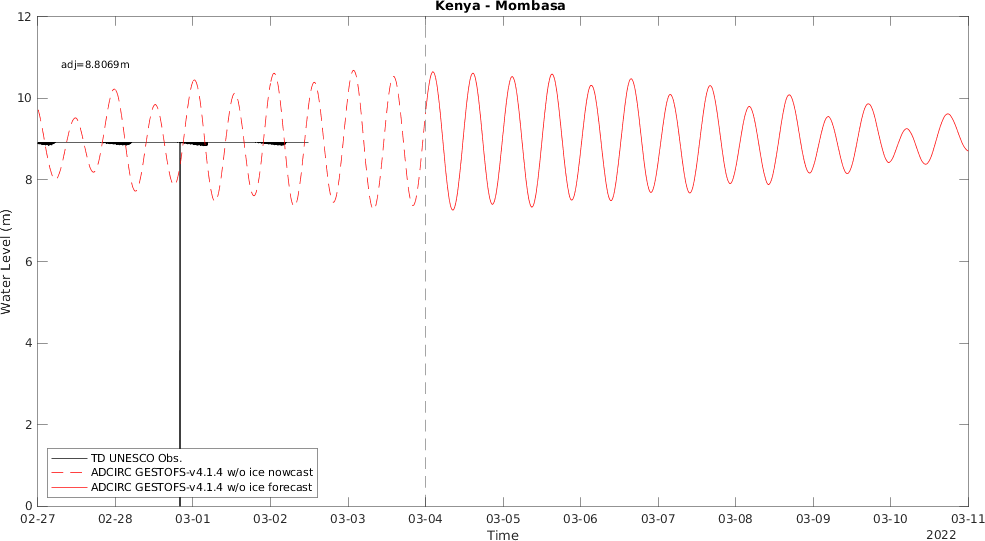 Kenya - Mombasa
12
adj=8.8069m
10
8
6
4
2
0
Water Level (m)
TD UNESCO Obs.
ADCIRC GESTOFS-v4.1.4 w/o ice nowcast
ADCIRC GESTOFS-v4.1.4 w/o ice forecast
02-27 02-28 03-01 03-02 03-03 03-04 03-05 03-06 03-07 03-08 03-09 03-10 03-11
Time
2022